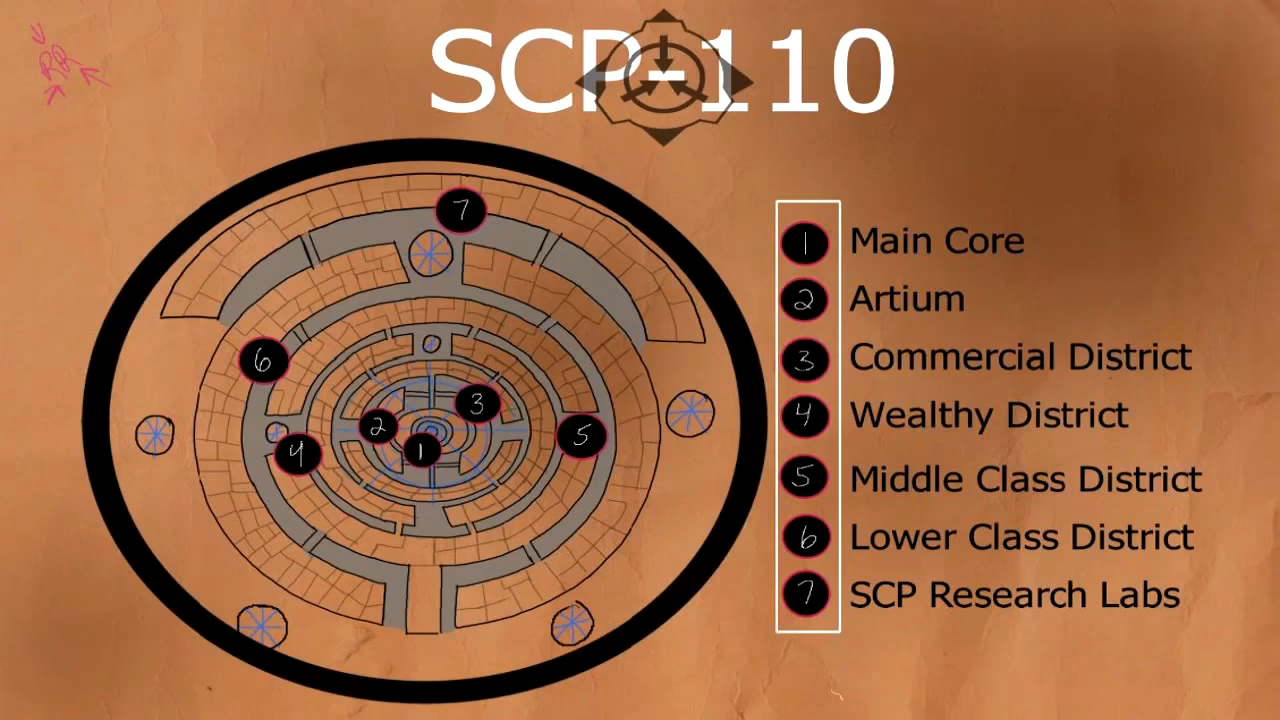 SCP-110
7
6
3
2
5
1
4
1 Main Core
2 Artium
3 Commercial District
4 Wealthy District
5 Middle Class District
6 Lower Class District
7 SCP Research Labs